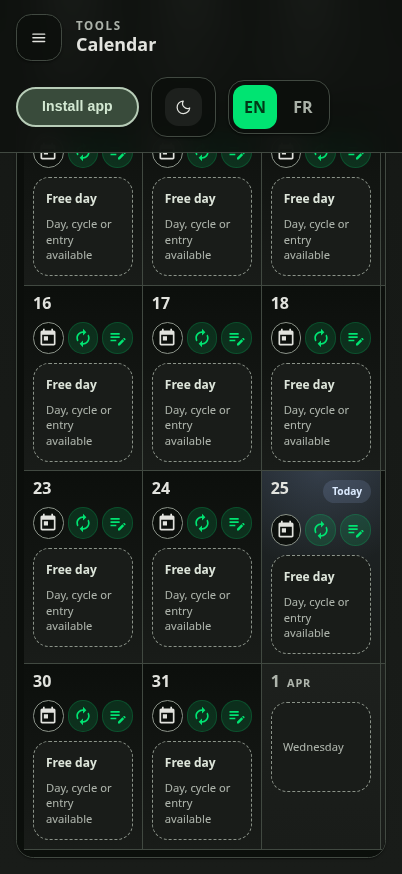 TOOLS
Calendar
Install app
EN
FR
Free day
Day, cycle or
entry
available
Free day
Day, cycle or
entry
available
Free day
Day, cycle or
entry
available
16
17
18
Free day
Day, cycle or
entry
available
Free day
Day, cycle or
entry
available
Free day
Day, cycle or
entry
available
23
24
25
Today
Free day
Day, cycle or
entry
available
Free day
Day, cycle or
entry
available
Free day
Day, cycle or
entry
available
30
31
1 APR
Free day
Day, cycle or
entry
available
Free day
Day, cycle or
entry
available
Wednesday